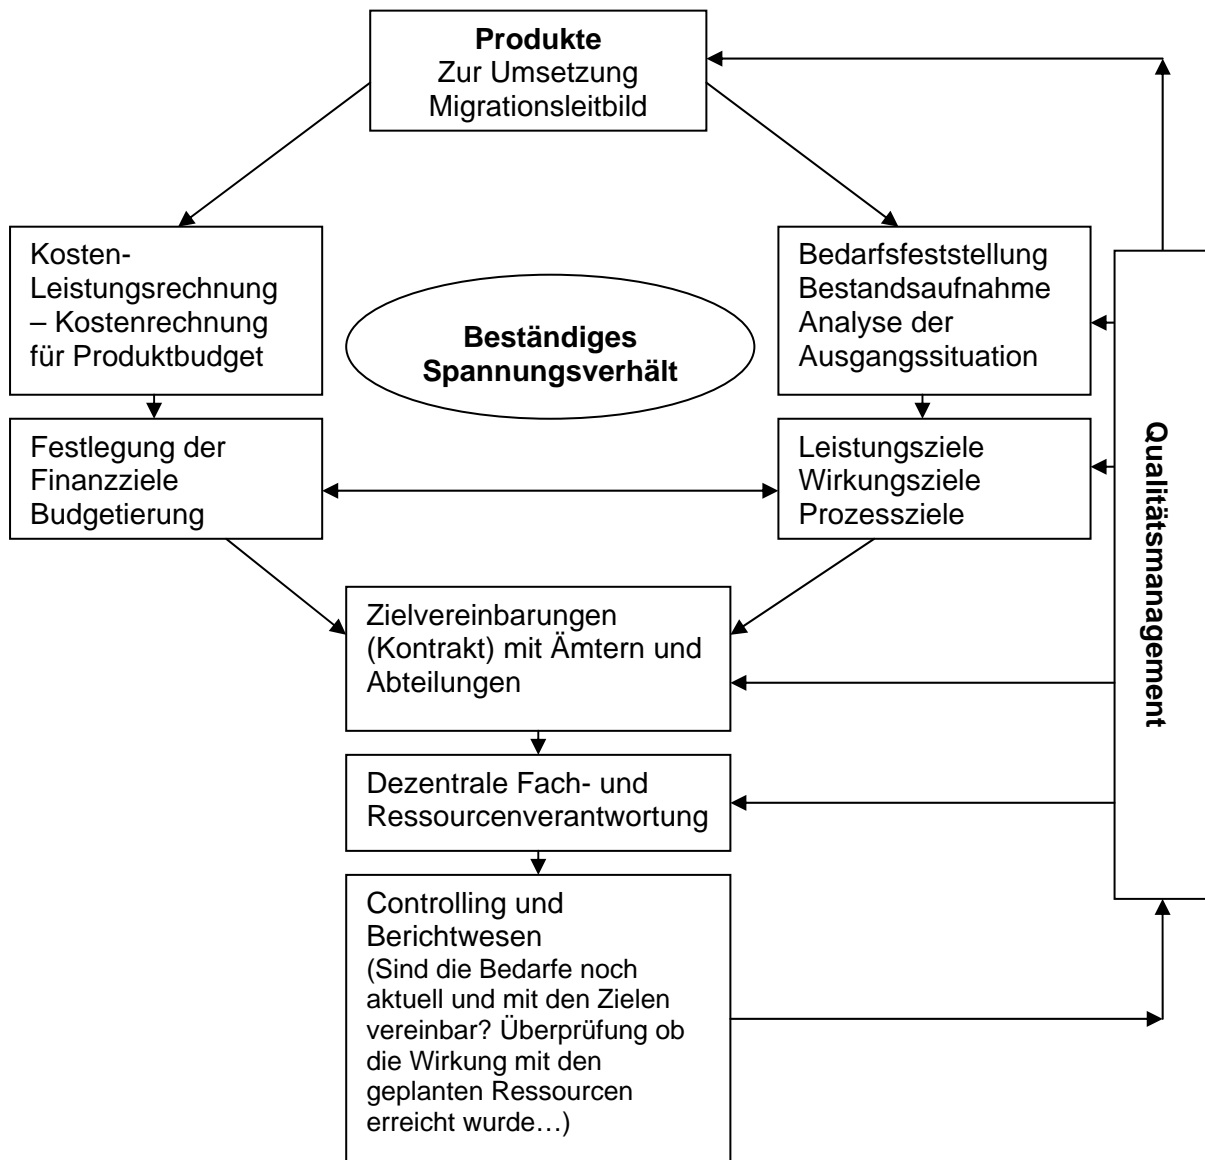 Produkte
Zur Umsetzung
Migrationsleitbild
Kosten-
Leistungsrechnung
– Kostenrechnung
für Produktbudget
Beständiges
Spannungsverhält
Bedarfsfeststellung
Bestandsaufnahme
Analyse der
Ausgangssituation
Festlegung der
Finanzziele
Budgetierung
Leistungsziele
Wirkungsziele
Prozessziele
Qualitätsmanagement
Zielvereinbarungen
(Kontrakt) mit Ämtern und
Abteilungen
Dezentrale Fach- und
Ressourcenverantwortung
Controlling und
Berichtwesen
(Sind die Bedarfe noch
aktuell und mit den Zielen
vereinbar? Überprüfung ob
die Wirkung mit den
geplanten Ressourcen
erreicht wurde…)